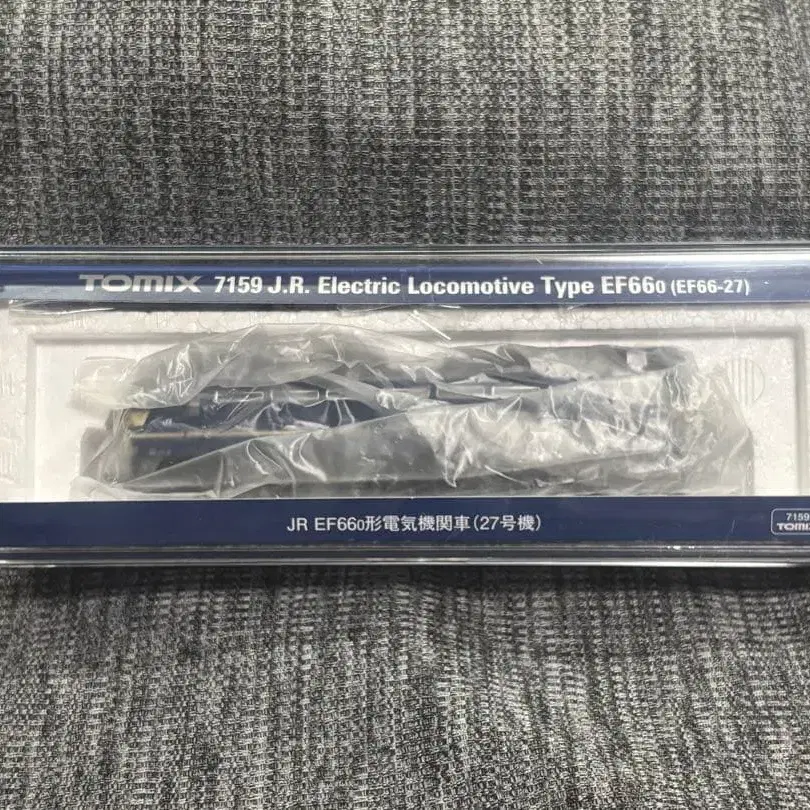 TOMIX 7159 J.R. Electric Locomotive Type EF660 (EF66-27)
JR EF660形電気機関車(27号機)
7159
TOMIX